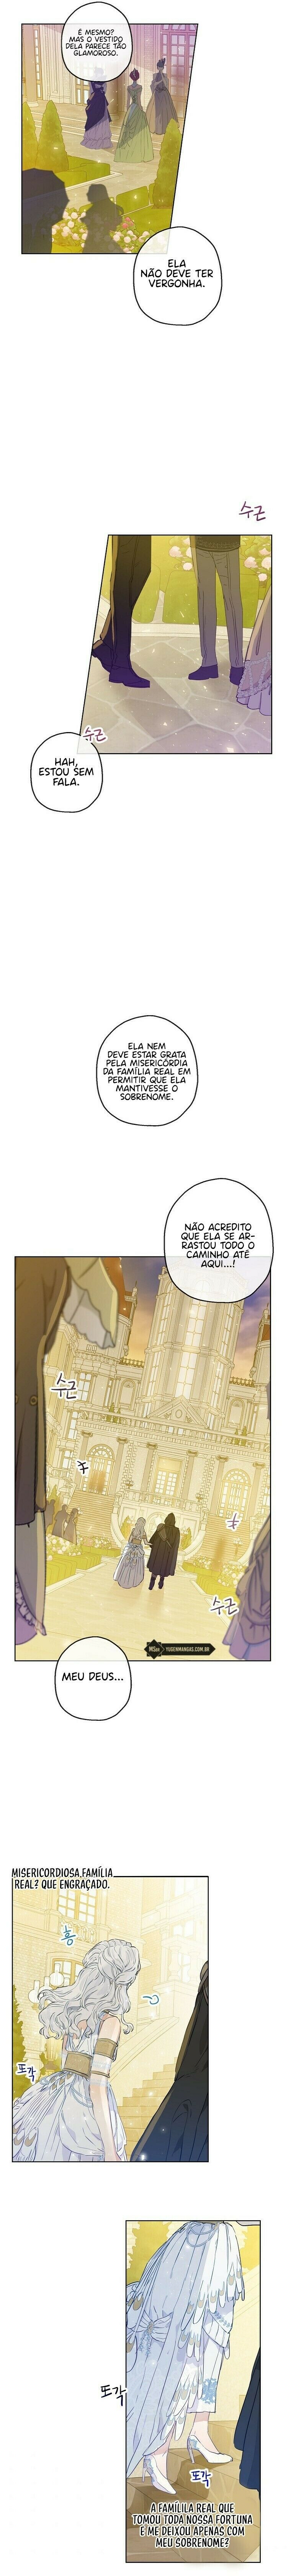 É MESMO?
MAS O VESTIDO
DELA PARECE TÃO
GLAMOROSO.
ELA
NÃO DEVE TER
VERGONHA.
수군
수군
HAH,
ESTOU SEM
FALA.
ELA NEM
DEVE ESTAR GRATA
PELA MISERICÓRDIA
DA FAMÍLIA REAL EM
PERMITIR QUE ELA
MANTIVESSE O
SOBRENOME.
NÃO ACREDITO
QUE ELA SE AR-
RASTOU TODO O
CAMINHO ATÉ
AQUI...!
수군
수군
YUGENMANGAS.COM.BR
MEU DEUS...
MISERICORDIOSA FAMÍLIA
REAL? QUE ENGRAÇADO.
흥
또각
또각
또각
A FAMÍLILA REAL QUE
TOMOU TODA NOSSA FORTUNA
E ME DEIXOU APENAS COM
MEU SOBRENOME?